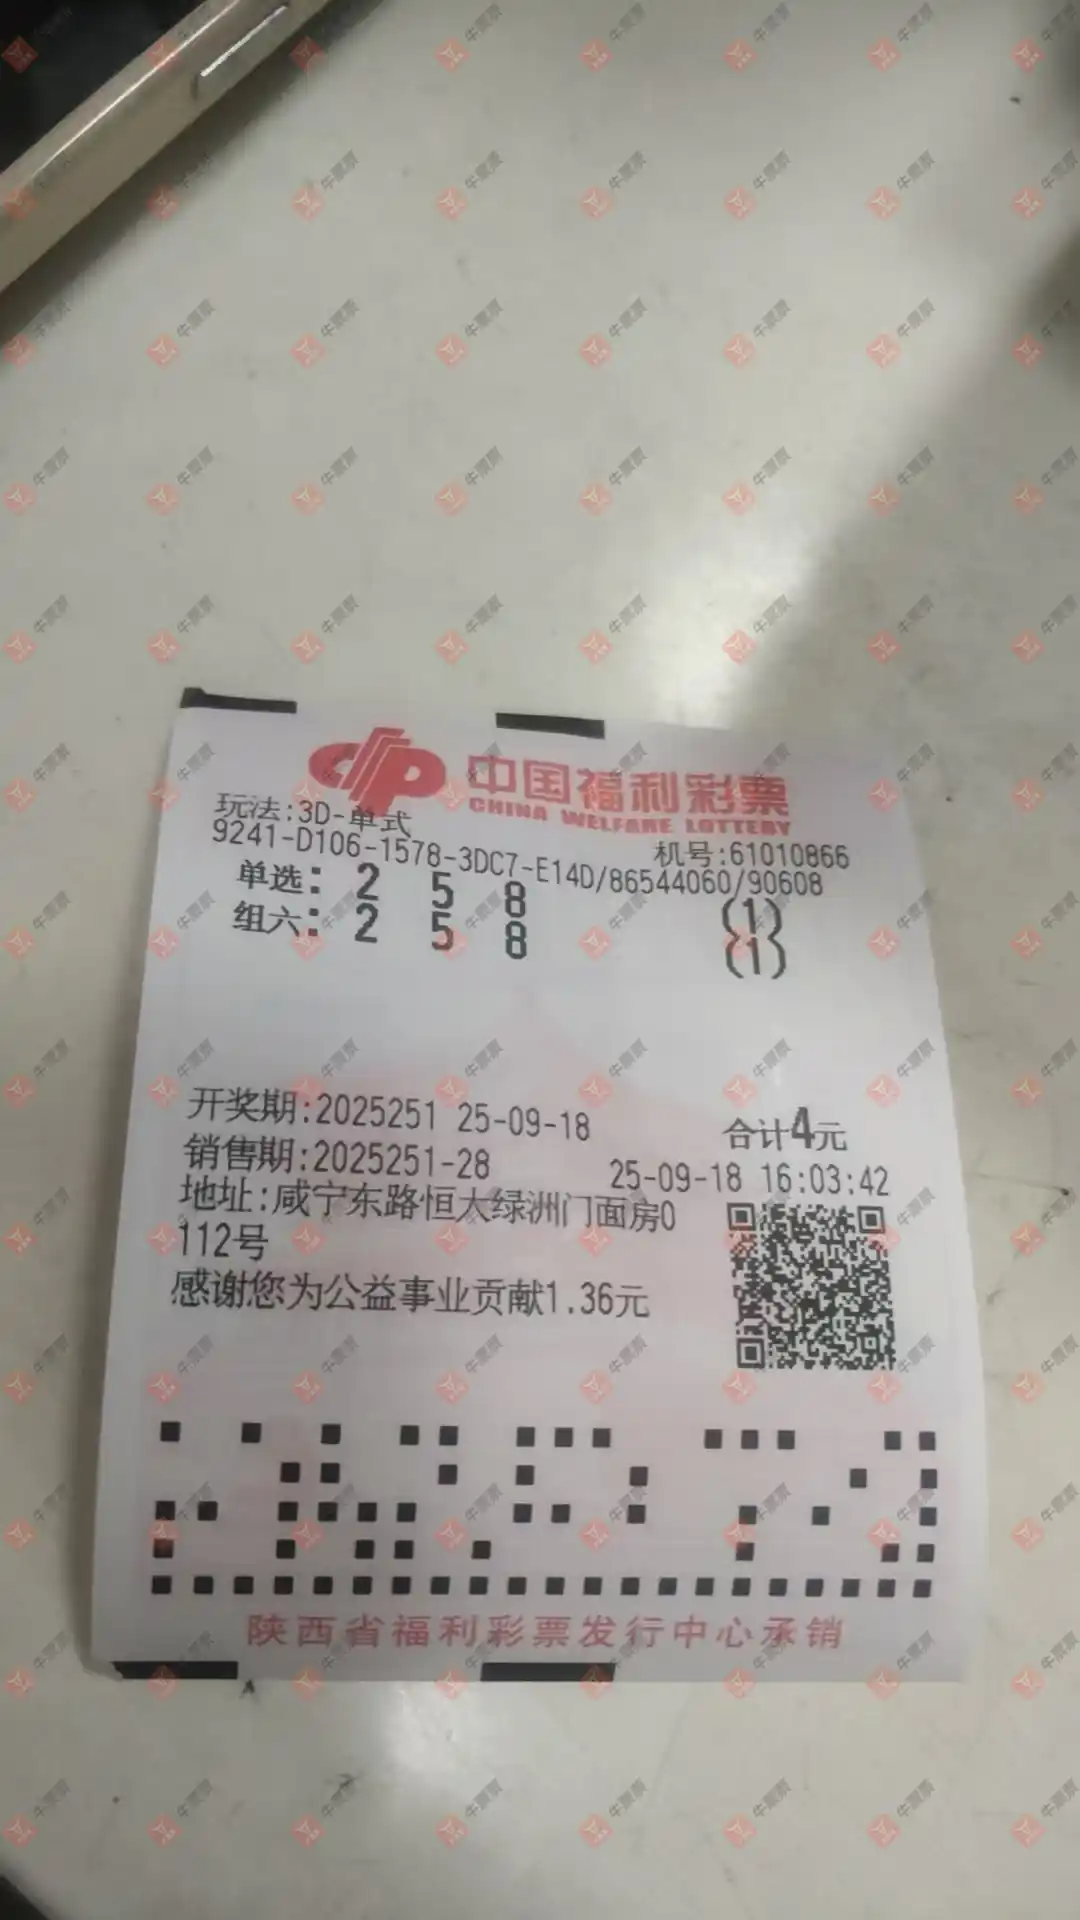 中国福利彩票
CHINA WELFARE LOTTERY
玩法:3D-单式
机号:61010866
9241-D106-1578-3DC7-E14D/86544060/90608
单选: 2 5 8 (1)
组六: 2 5 8 (1)
开奖期:2025251 25-09-18 合计4元
销售期:2025251-28 25-09-18 16:03:42
地址:咸宁东路恒大绿洲门面房0
112号
感谢您为公益事业贡献1.36元
陕西省福利彩票发行中心承销
牛票票